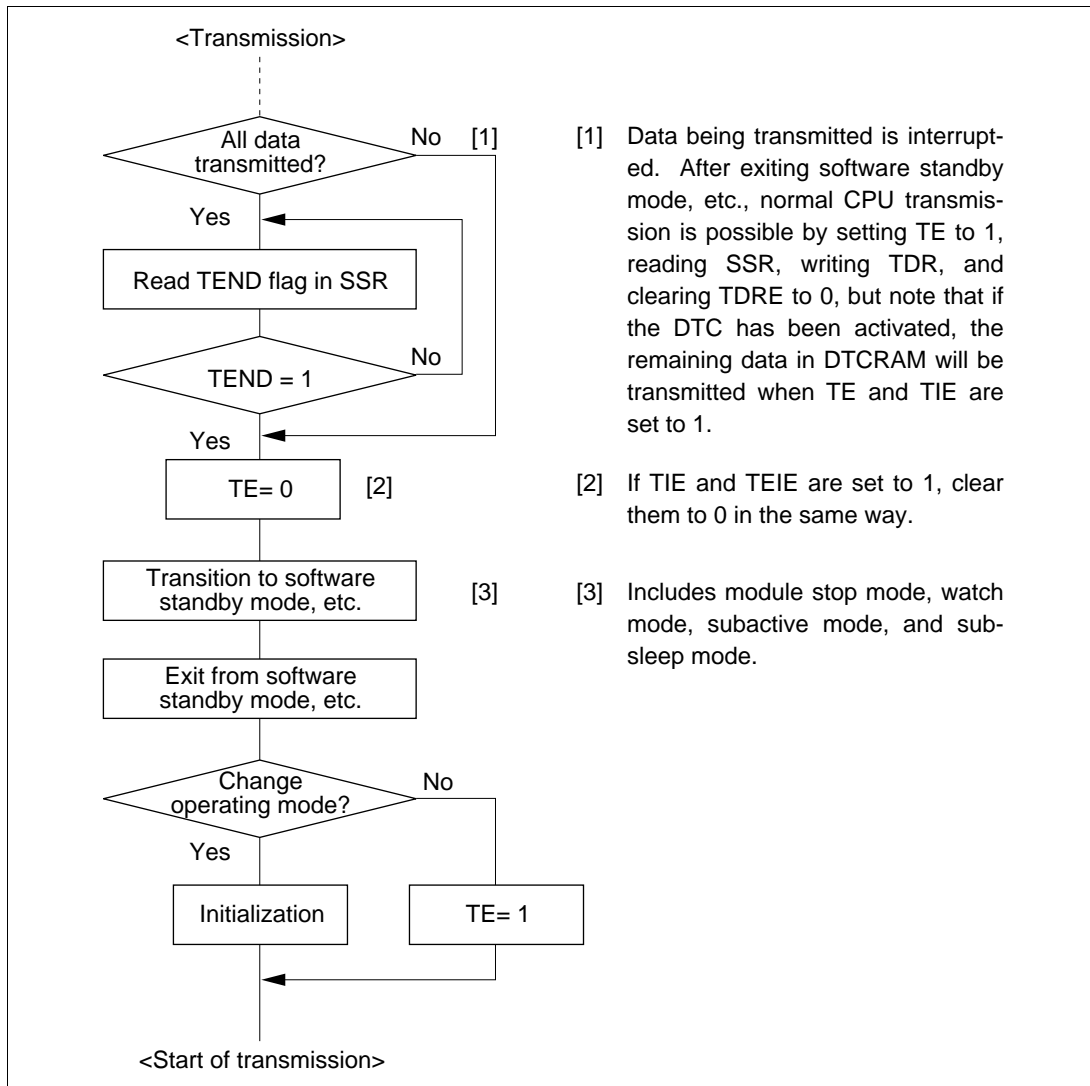 <Transmission>
All data
transmitted?
No
[1]
Yes
Read TEND flag in SSR
TEND = 1
No
Yes
TE= 0
[2]
Transition to software
standby mode, etc.
[3]
Exit from software
standby mode, etc.
Change
operating mode?
No
Yes
Initialization
TE= 1
<Start of transmission>
[1] Data being transmitted is interrupt-
ed. After exiting software standby
mode, etc., normal CPU transmis-
sion is possible by setting TE to 1,
reading SSR, writing TDR, and
clearing TDRE to 0, but note that if
the DTC has been activated, the
remaining data in DTCRAM will be
transmitted when TE and TIE are
set to 1.
[2] If TIE and TEIE are set to 1, clear
them to 0 in the same way.
[3] Includes module stop mode, watch
mode, subactive mode, and sub-
sleep mode.